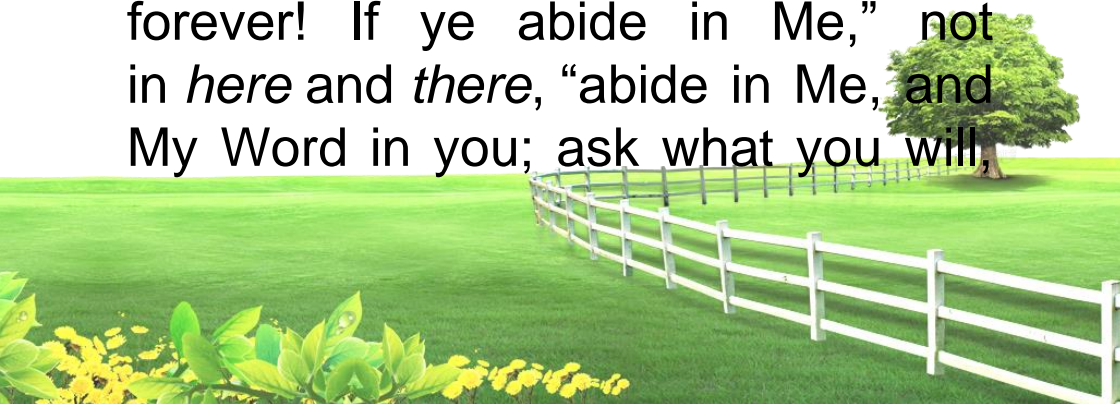 forever! If ye abide in Me,” not
in here and there, “abide in Me, and
My Word in you; ask what you will,